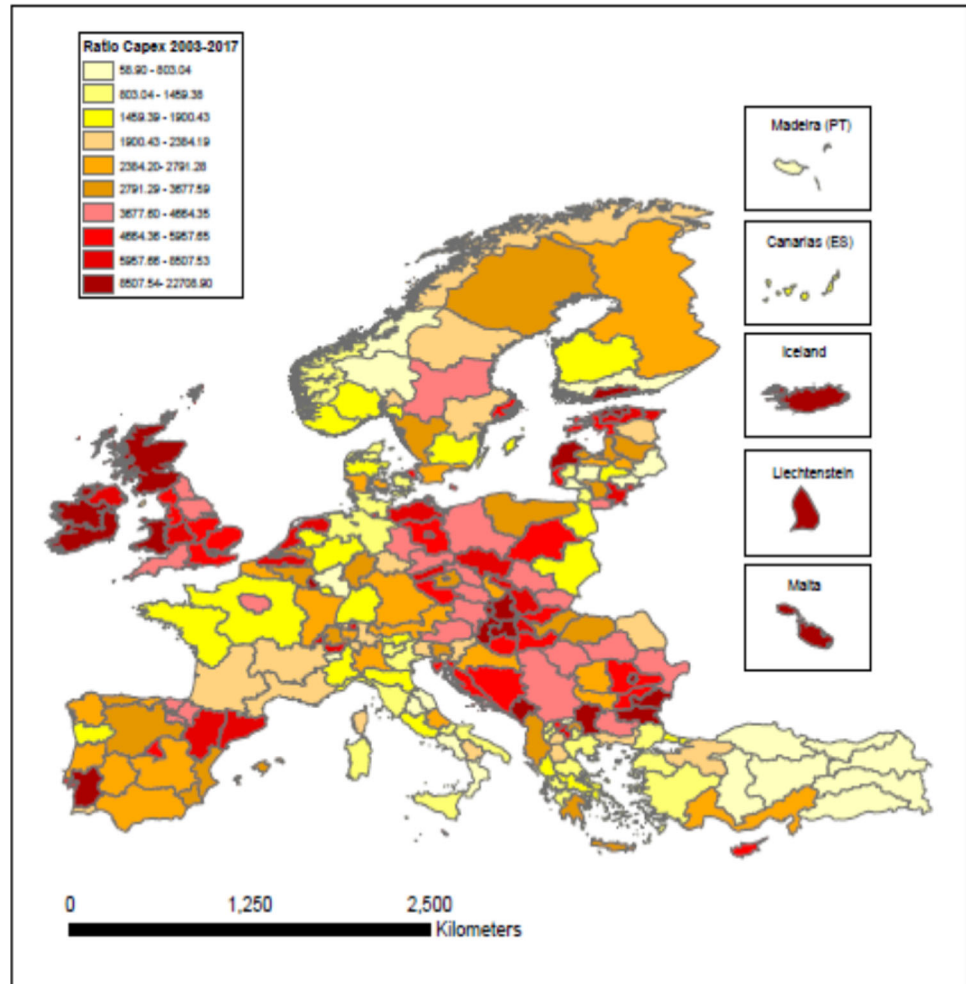 Ratio Capex 2003-2017
58.90 - 803.04
803.04 - 1459.38
1459.39 - 1900.43
1900.43 - 2384.19
2384.20- 2791.28
2791.29 - 3677.59
3677.60 - 4664.35
4664.36 - 5957.65
5957.66 - 8507.53
8507.54- 22708.90
Madeira (PT)
Canarias (ES)
Iceland
Liechtenstein
Malta
0 1,250 2,500
Kilometers